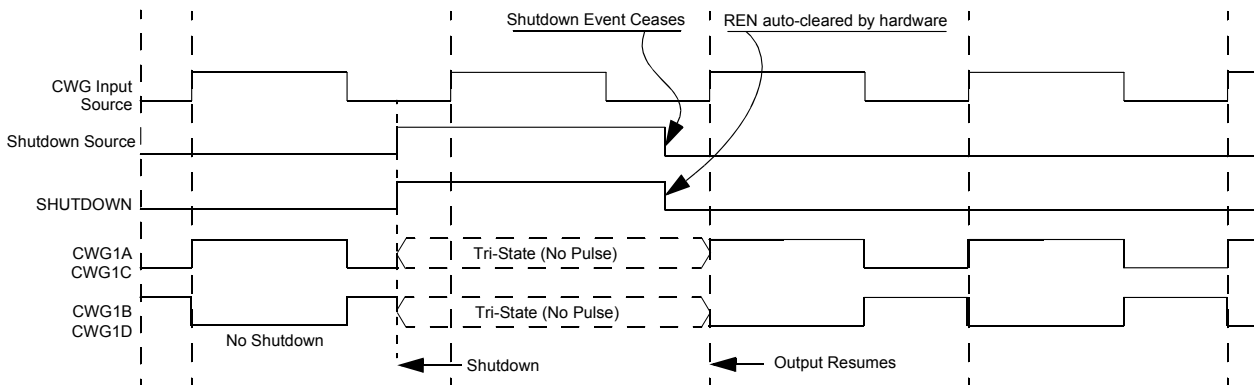 Shutdown Event Ceases
REN auto-cleared by hardware
CWG Input
Source
Shutdown Source
SHUTDOWN
CWG1A
CWG1C
Tri-State (No Pulse)
CWG1B
CWG1D
Tri-State (No Pulse)
No Shutdown
Shutdown
Output Resumes